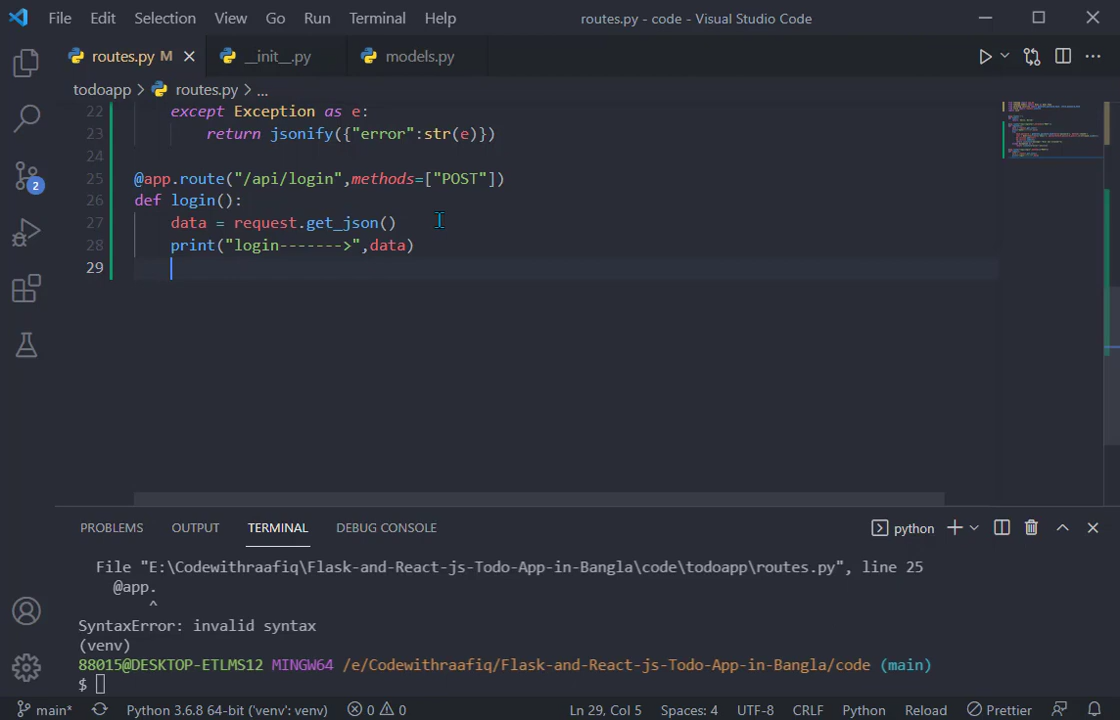 File Edit Selection View Go Run Terminal Help routes.py - code - Visual Studio Code
routes.py M __init__.py models.py
todoapp > routes.py > ...
22 except Exception as e:
23 return jsonify({"error":str(e)})
24
25 @app.route("/api/login",methods=["POST"])
26 def login():
27 data = request.get_json()
28 print("login------->",data)
29
2
PROBLEMS OUTPUT TERMINAL DEBUG CONSOLE python
File "E:\Codewithraafiq\Flask-and-React-js-Todo-App-in-Bangla\code\todoapp\routes.py", line 25
@app.
^
SyntaxError: invalid syntax
(venv)
88015@DESKTOP-ETLMS12 MINGW64 /e/Codewithraafiq/Flask-and-React-js-Todo-App-in-Bangla/code (main)
$
main* Python 3.6.8 64-bit ('venv': venv) 0 0 Ln 29, Col 5 Spaces: 4 UTF-8 CRLF Python Reload Prettier